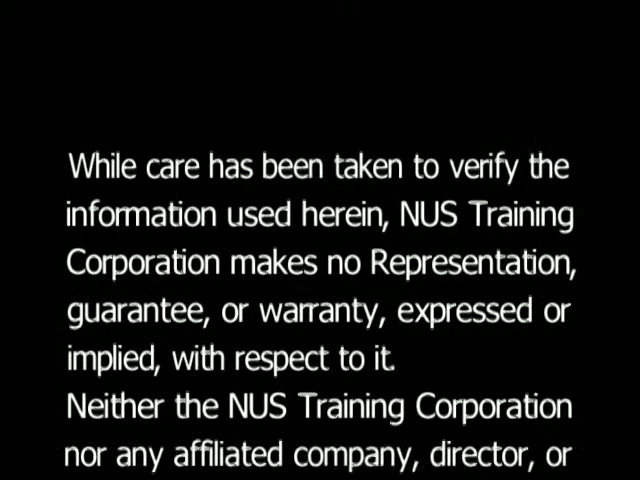 While care has been taken to verify the
information used herein, NUS Training
Corporation makes no Representation,
guarantee, or warranty, expressed or
implied, with respect to it.
Neither the NUS Training Corporation
nor any affiliated company, director, or